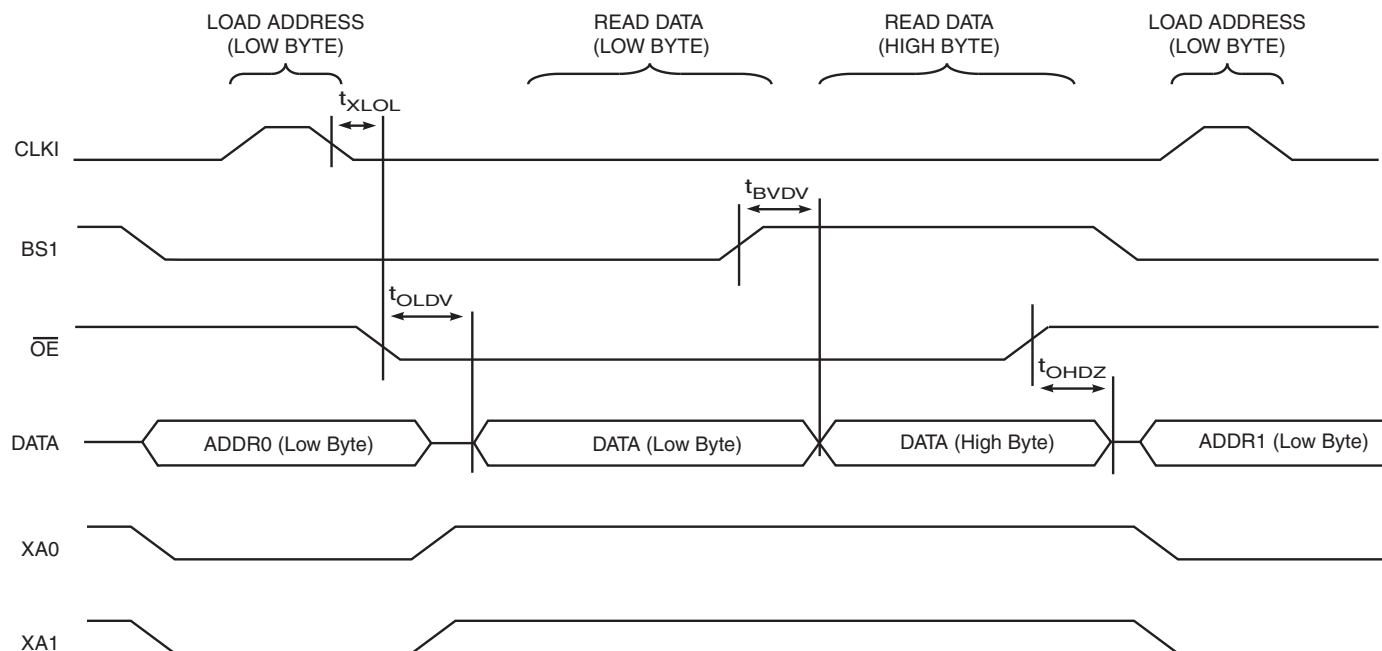 LOAD ADDRESS
(LOW BYTE)
READ DATA
(LOW BYTE)
READ DATA
(HIGH BYTE)
LOAD ADDRESS
(LOW BYTE)
tXLOL
CLKI
tBVDV
BS1
tOLDV
OE
tOHDZ
DATA
ADDR0 (Low Byte)
DATA (Low Byte)
DATA (High Byte)
ADDR1 (Low Byte)
XA0
XA1